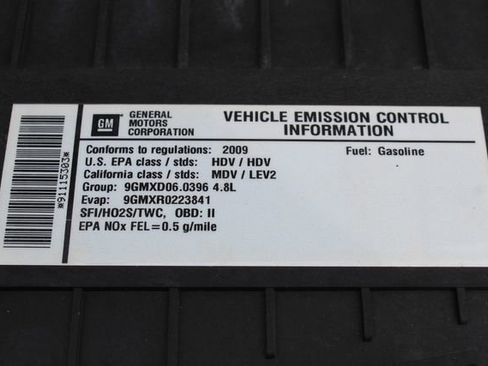 *91115303*
GM
GENERAL
MOTORS
CORPORATION
VEHICLE EMISSION CONTROL
INFORMATION
Conforms to regulations: 2009 Fuel: Gasoline
U.S. EPA class / stds: HDV / HDV
California class / stds: MDV / LEV2
Group: 9GMXD06.0396 4.8L
Evap: 9GMXR0223841
SFI/HO2S/TWC, OBD: II
EPA NOx FEL=0.5 g/mile